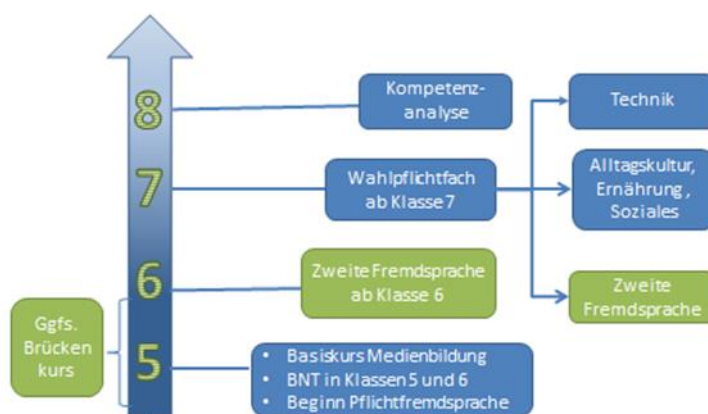 8
Kompetenz-
analyse
Technik
7
Wahlpflichtfach
ab Klasse 7
Alltagskultur,
Ernährung ,
Soziales
6
Zweite Fremdsprache
ab Klasse 6
Zweite
Fremdsprache
Ggfs.
Brücken
kurs
5
• Basiskurs Medienbildung
• BNT in Klassen 5 und 6
• Beginn Pflichtfremdsprache